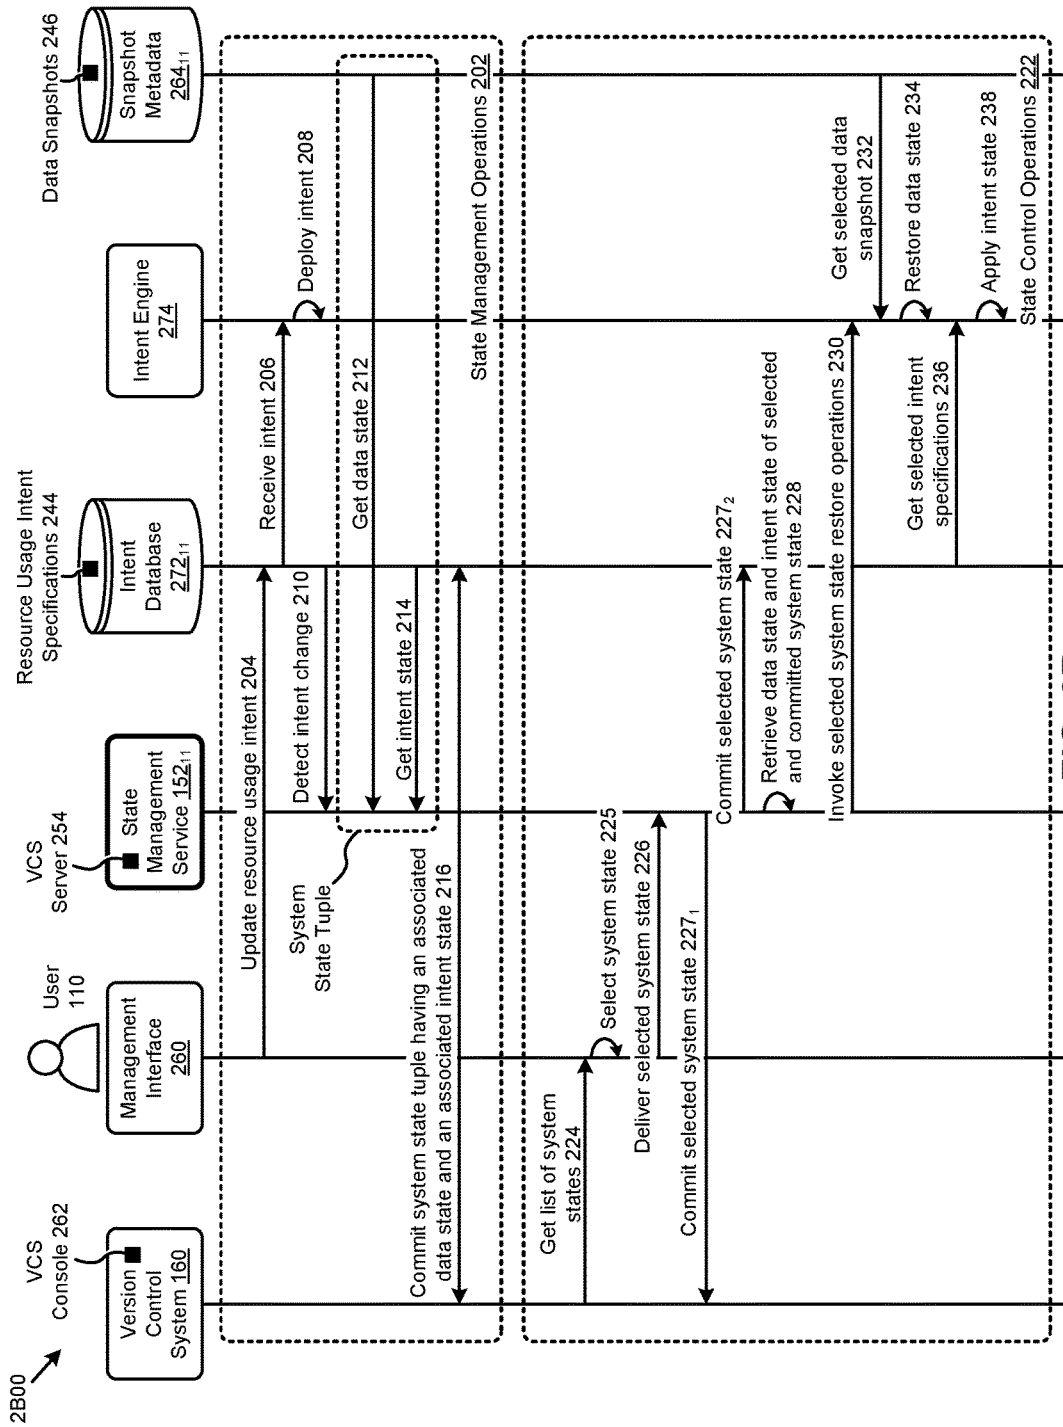 2B00
VCS
Console 262
User
110
VCS
Server 254
Resource Usage Intent
Specifications 244
Data Snapshots 246
Version
Control
System 160
Management
Interface
260
State
Management
Service 152₁₁
Intent
Database
272₁₁
Intent Engine
274
Snapshot
Metadata
264₁₁
Update resource usage intent 204
Receive intent 206
Deploy intent 208
Detect intent change 210
System
State Tuple
Get data state 212
Get intent state 214
Commit system state tuple having an associated
data state and an associated intent state 216
State Management Operations 202
Get list of system
states 224
Select system state 225
Deliver selected system state 226
Commit selected system state 227₁
Commit selected system state 227₂
Retrieve data state and intent state of selected
and committed system state 228
Invoke selected system state restore operations 230
Get selected data
snapshot 232
Restore data state 234
Get selected intent
specifications 236
Apply intent state 238
State Control Operations 222